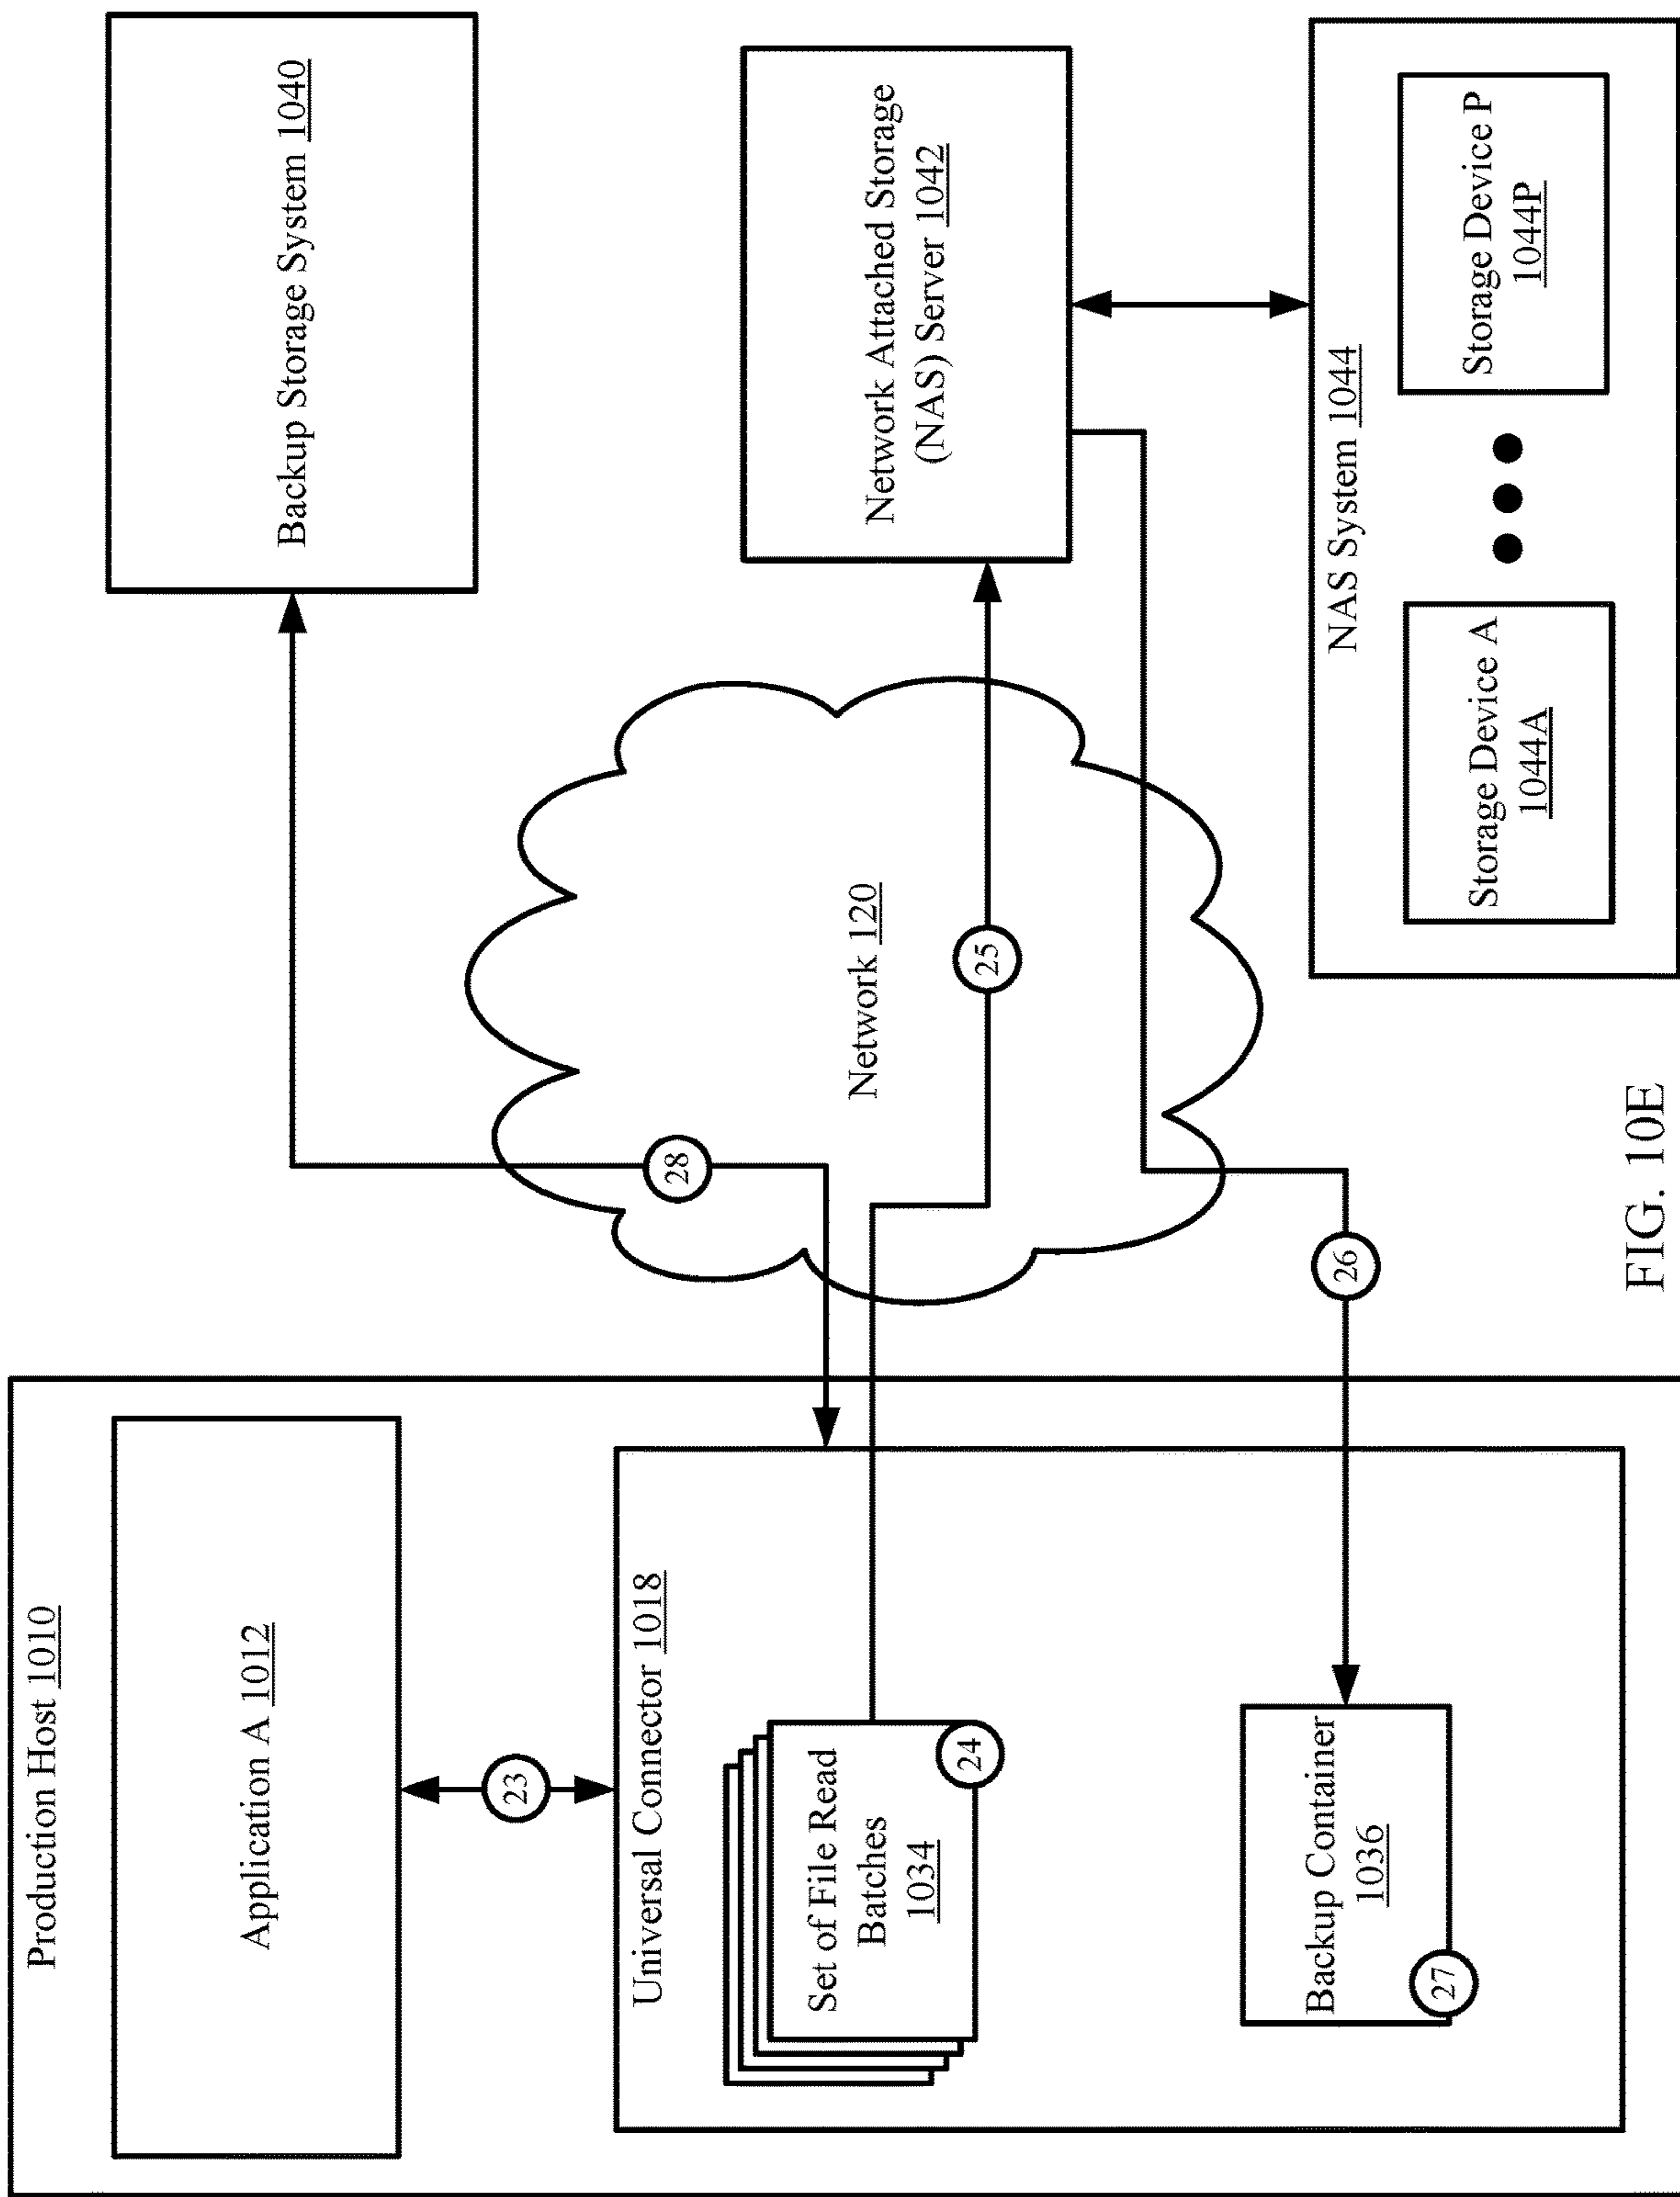 Production Host 1010
Application A 1012
23
Universal Connector 1018
Set of File Read
Batches
1034
24
Backup Container
1036
27
28
Network 120
25
26
Backup Storage System 1040
Network Attached Storage
(NAS) Server 1042
NAS System 1044
Storage Device A
1044A
Storage Device P
1044P
FIG. 10E